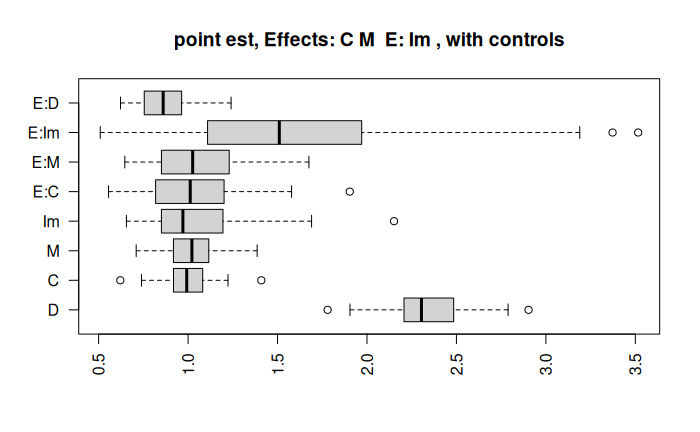 point est, Effects: C M  E: Im , with controls
E:D
E:Im
E:M
E:C
Im
M
C
D
0.5 1.0 1.5 2.0 2.5 3.0 3.5